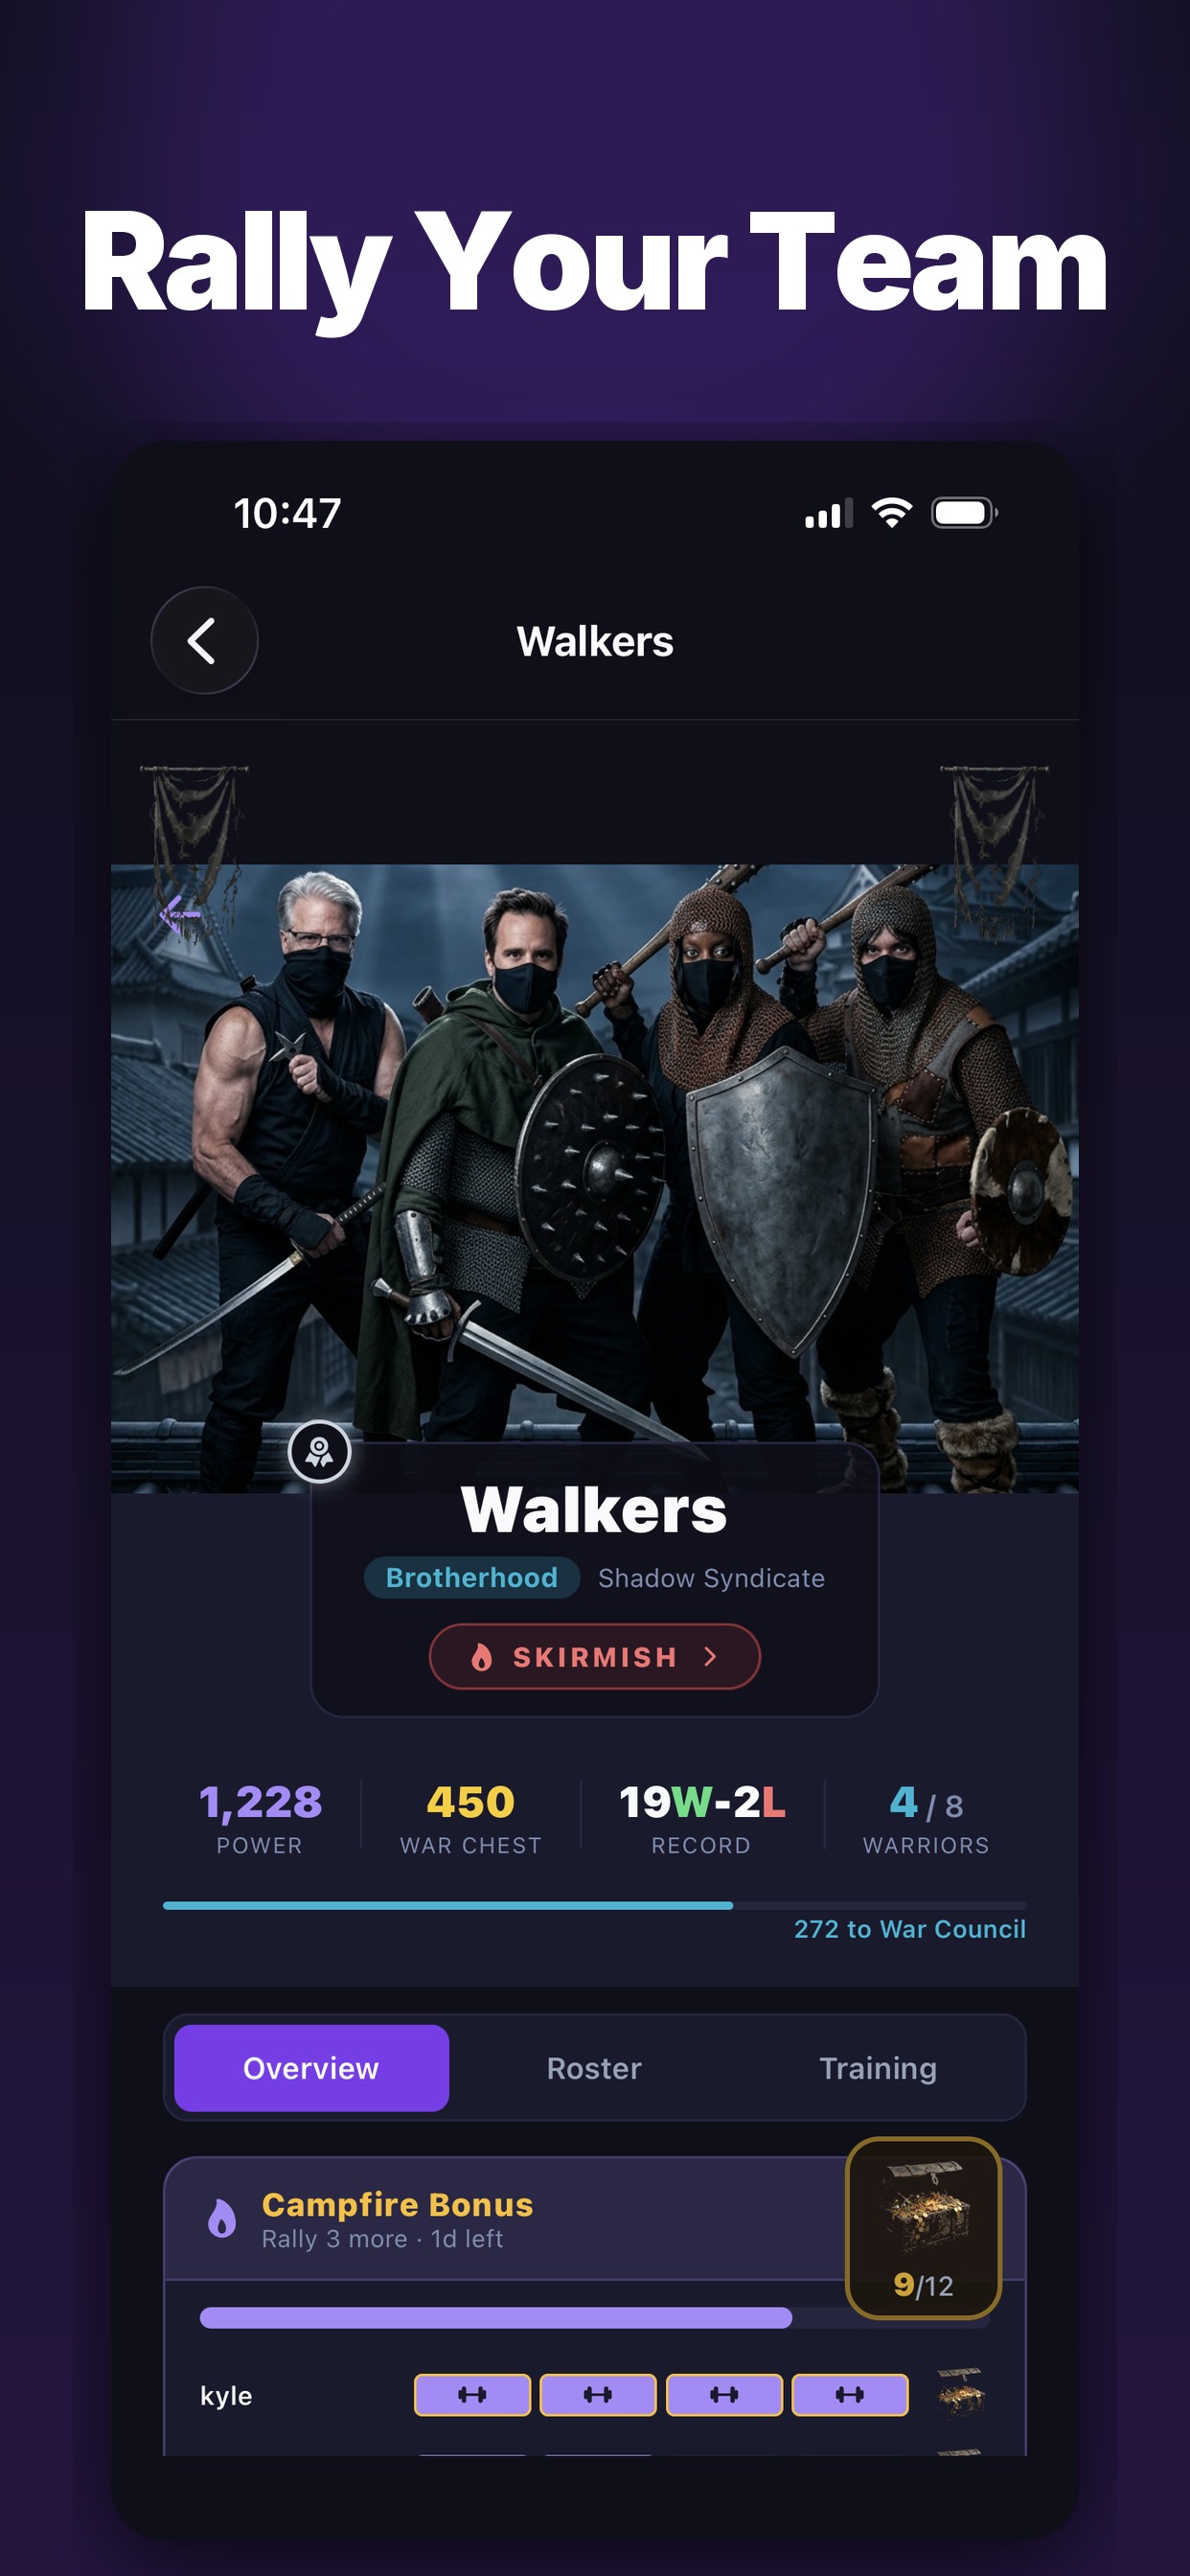 Rally Your Team
10:47
Walkers
Walkers
Brotherhood Shadow Syndicate
SKIRMISH
1,228 450 19W-2L 4 / 8
POWER WAR CHEST RECORD WARRIORS
272 to War Council
Overview Roster Training
Campfire Bonus
Rally 3 more · 1d left
9/12
kyle